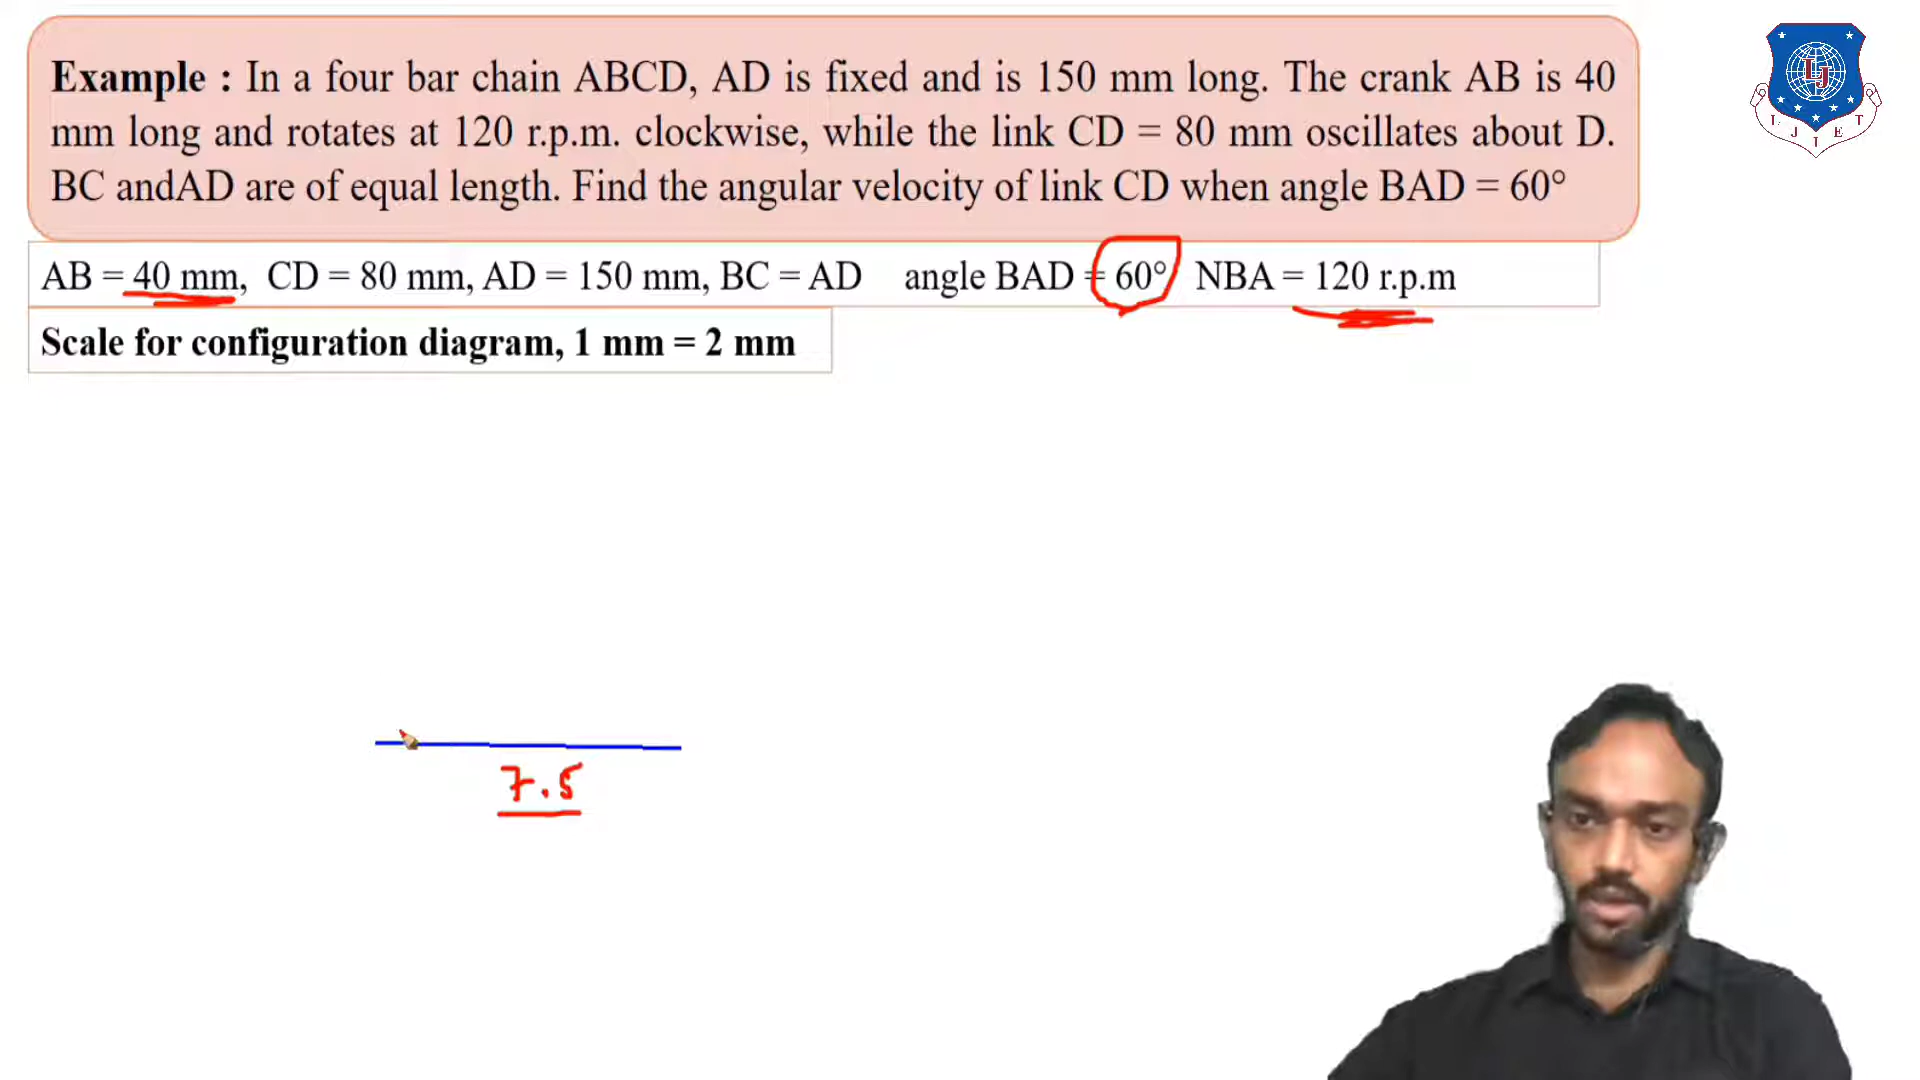 Example : In a four bar chain ABCD, AD is fixed and is 150 mm long. The crank AB is 40
mm long and rotates at 120 r.p.m. clockwise, while the link CD = 80 mm oscillates about D.
BC andAD are of equal length. Find the angular velocity of link CD when angle BAD = 60°
AB = 40 mm, CD = 80 mm, AD = 150 mm, BC = AD angle BAD = 60° NBA = 120 r.p.m
Scale for configuration diagram, 1 mm = 2 mm
7.5
LJ
L J I E T